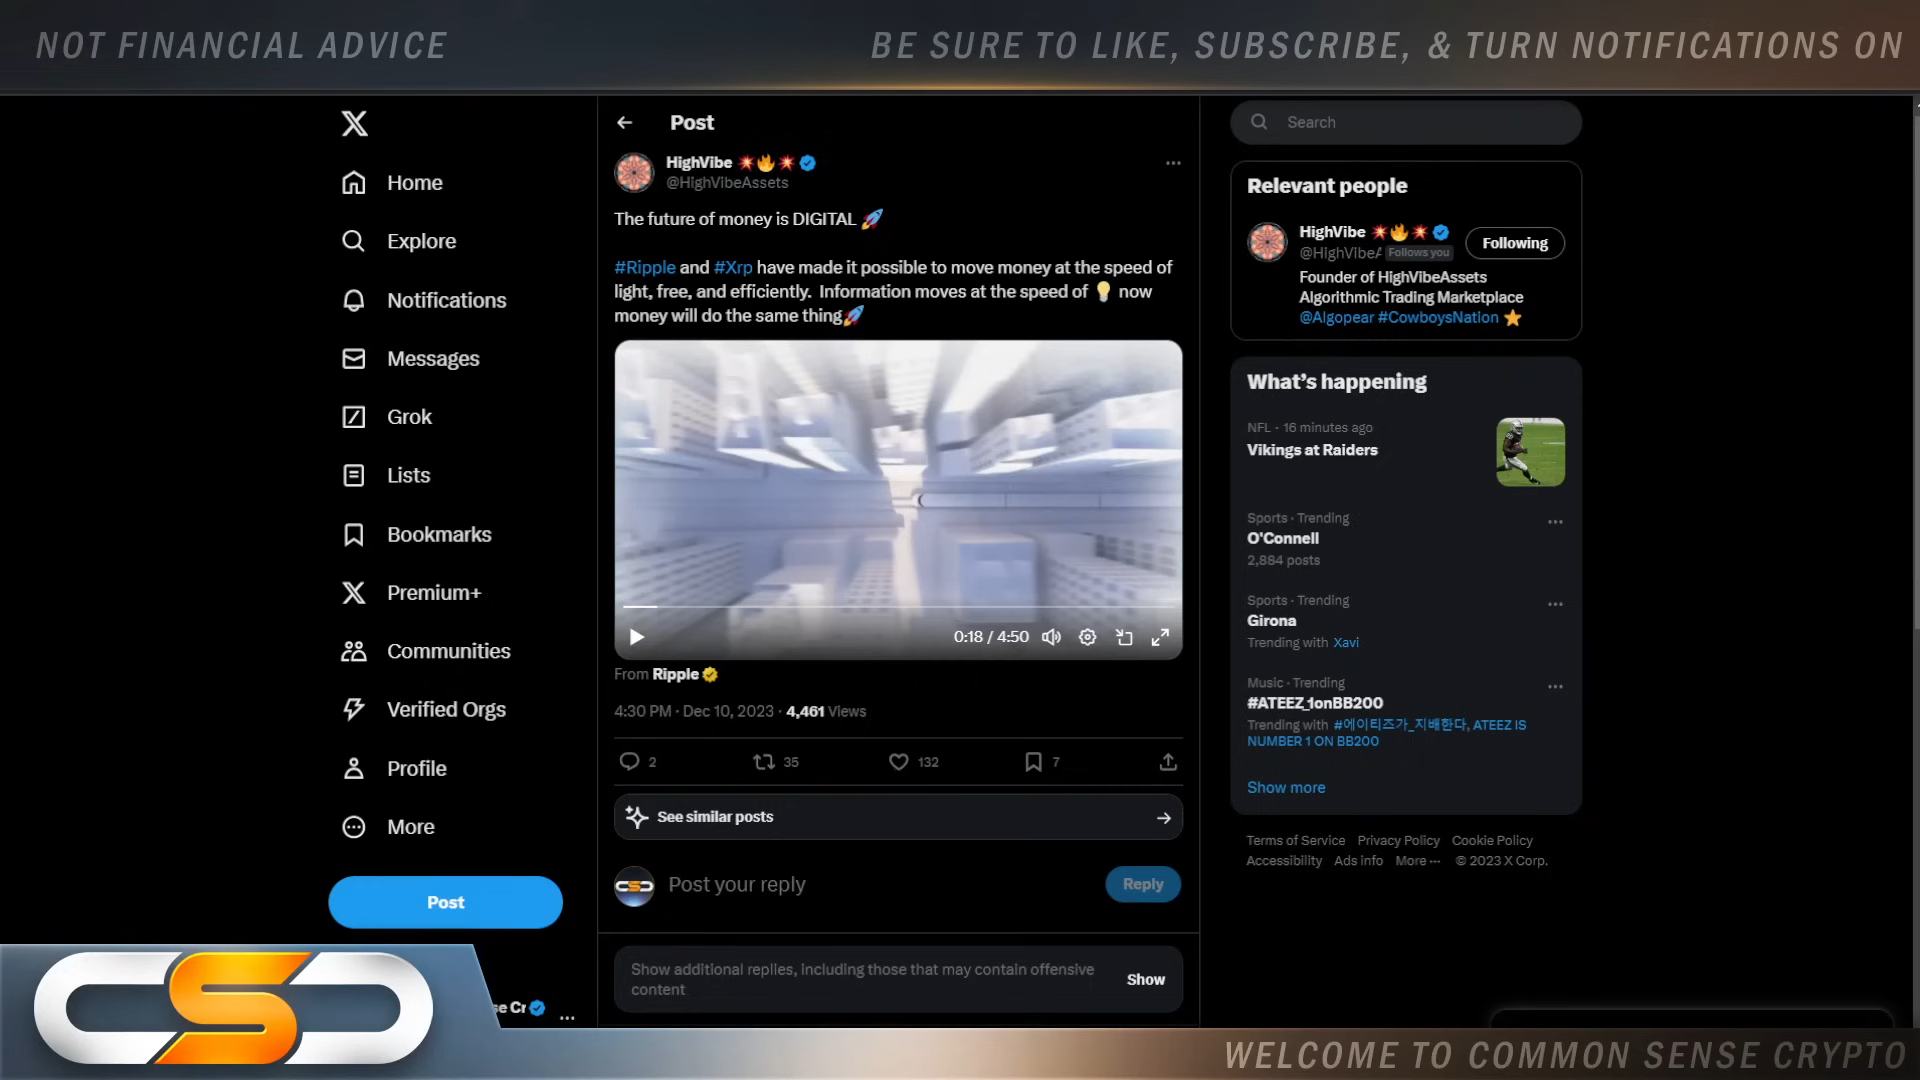 NOT FINANCIAL ADVICE
BE SURE TO LIKE, SUBSCRIBE, & TURN NOTIFICATIONS ON
Home
Explore
Notifications
Messages
Grok
Lists
Bookmarks
Premium+
Communities
Verified Orgs
Profile
More
Post
se Cr
CSC
Post
HighVibe
@HighVibeAssets
The future of money is DIGITAL
#Ripple and #Xrp have made it possible to move money at the speed of
light, free, and efficiently. Information moves at the speed of 💡 now
money will do the same thing
0:18 / 4:50
From Ripple
4:30 PM · Dec 10, 2023 · 4,461 Views
2 35 132 7
See similar posts
CSC
Post your reply
Reply
Show additional replies, including those that may contain offensive
content
Show
Search
Relevant people
HighVibe
Following
@HighVibeA Follows you
Founder of HighVibeAssets
Algorithmic Trading Marketplace
@Algopear #CowboysNation
What's happening
NFL · 16 minutes ago
Vikings at Raiders
Sports · Trending
O'Connell
2,884 posts
Sports · Trending
Girona
Trending with Xavi
Music · Trending
#ATEEZ_1onBB200
Trending with #에이티즈가_지배한다, ATEEZ IS
NUMBER 1 ON BB200
Show more
Terms of Service Privacy Policy Cookie Policy
Accessibility Ads info More ··· © 2023 X Corp.
WELCOME TO COMMON SENSE CRYPTO